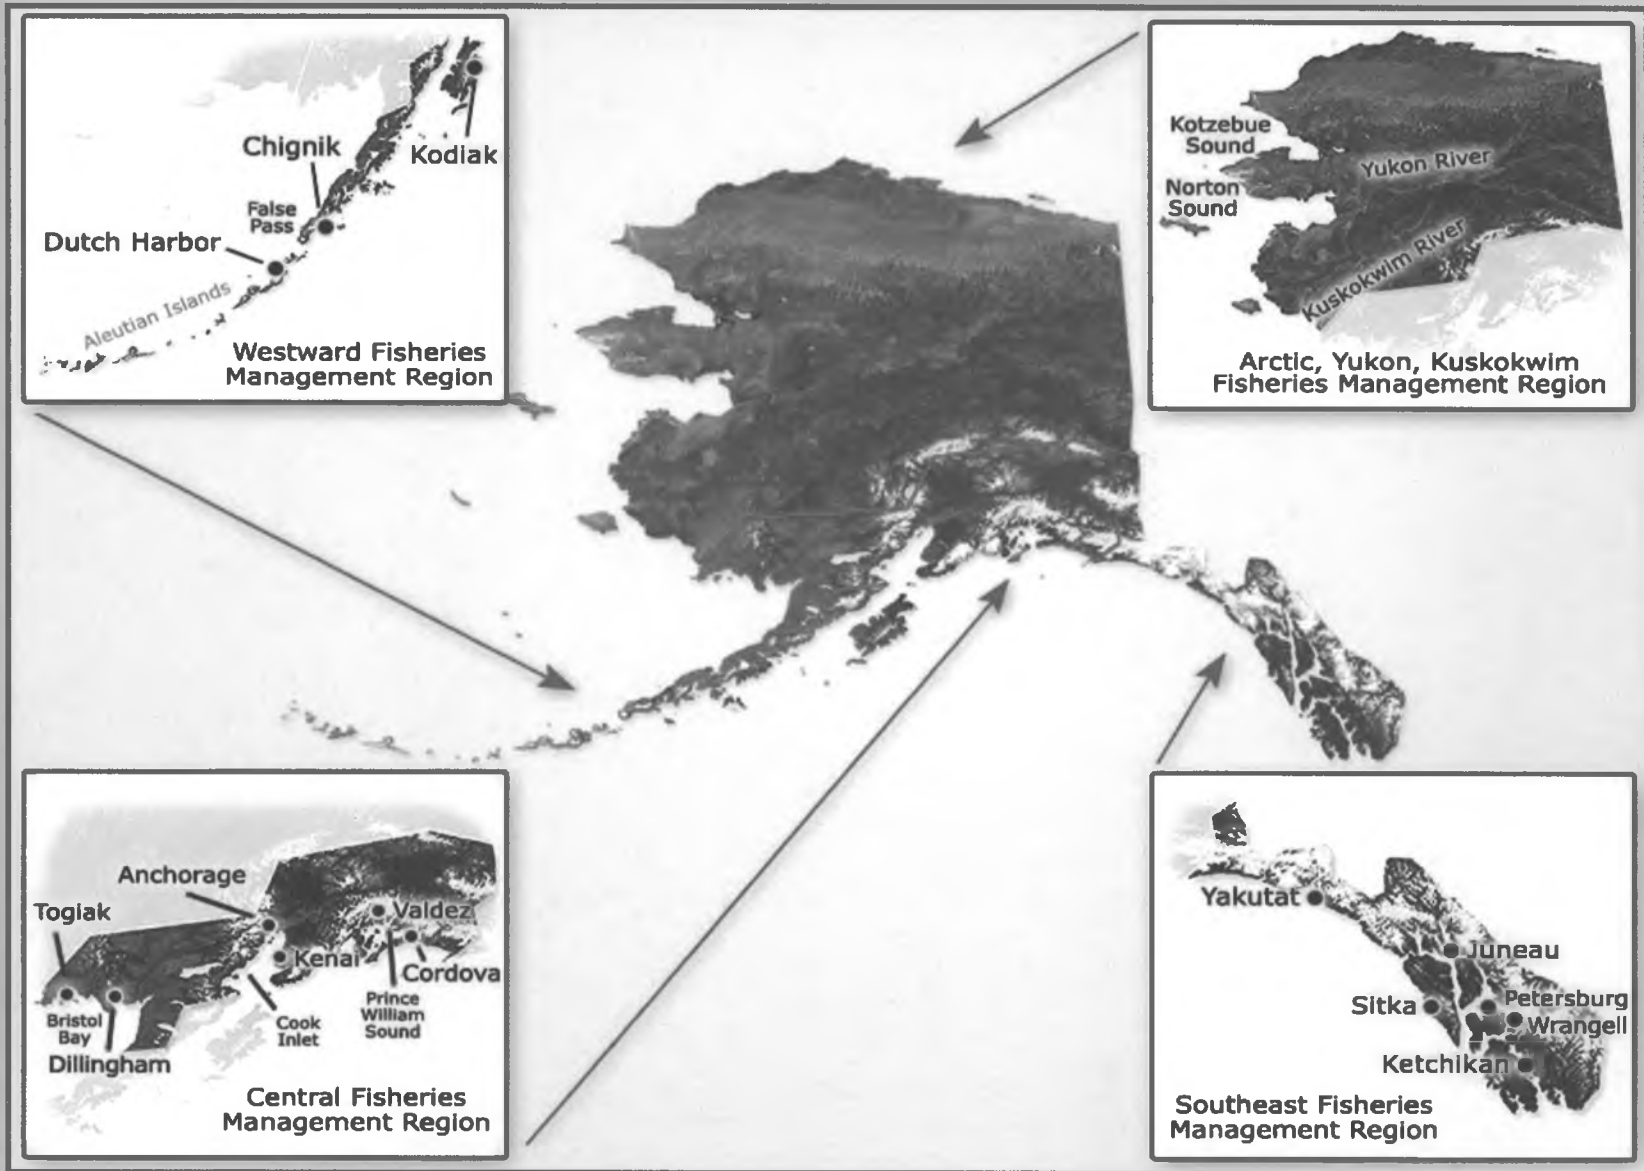 Kodiak
Chignik
False
Pass
Dutch Harbor
Aleutian Islands
Westward Fisheries
Management Region
Kotzebue
Sound
Yukon River
Norton
Sound
Kuskokwim River
Arctic, Yukon, Kuskokwim
Fisheries Management Region
Anchorage
Togiak
Valdez
Kenai
Cordova
Prince
William
Sound
Bristol
Bay
Cook
Inlet
Dillingham
Central Fisheries
Management Region
Yakutat
Juneau
Sitka
Petersburg
Wrangell
Ketchikan
Southeast Fisheries
Management Region